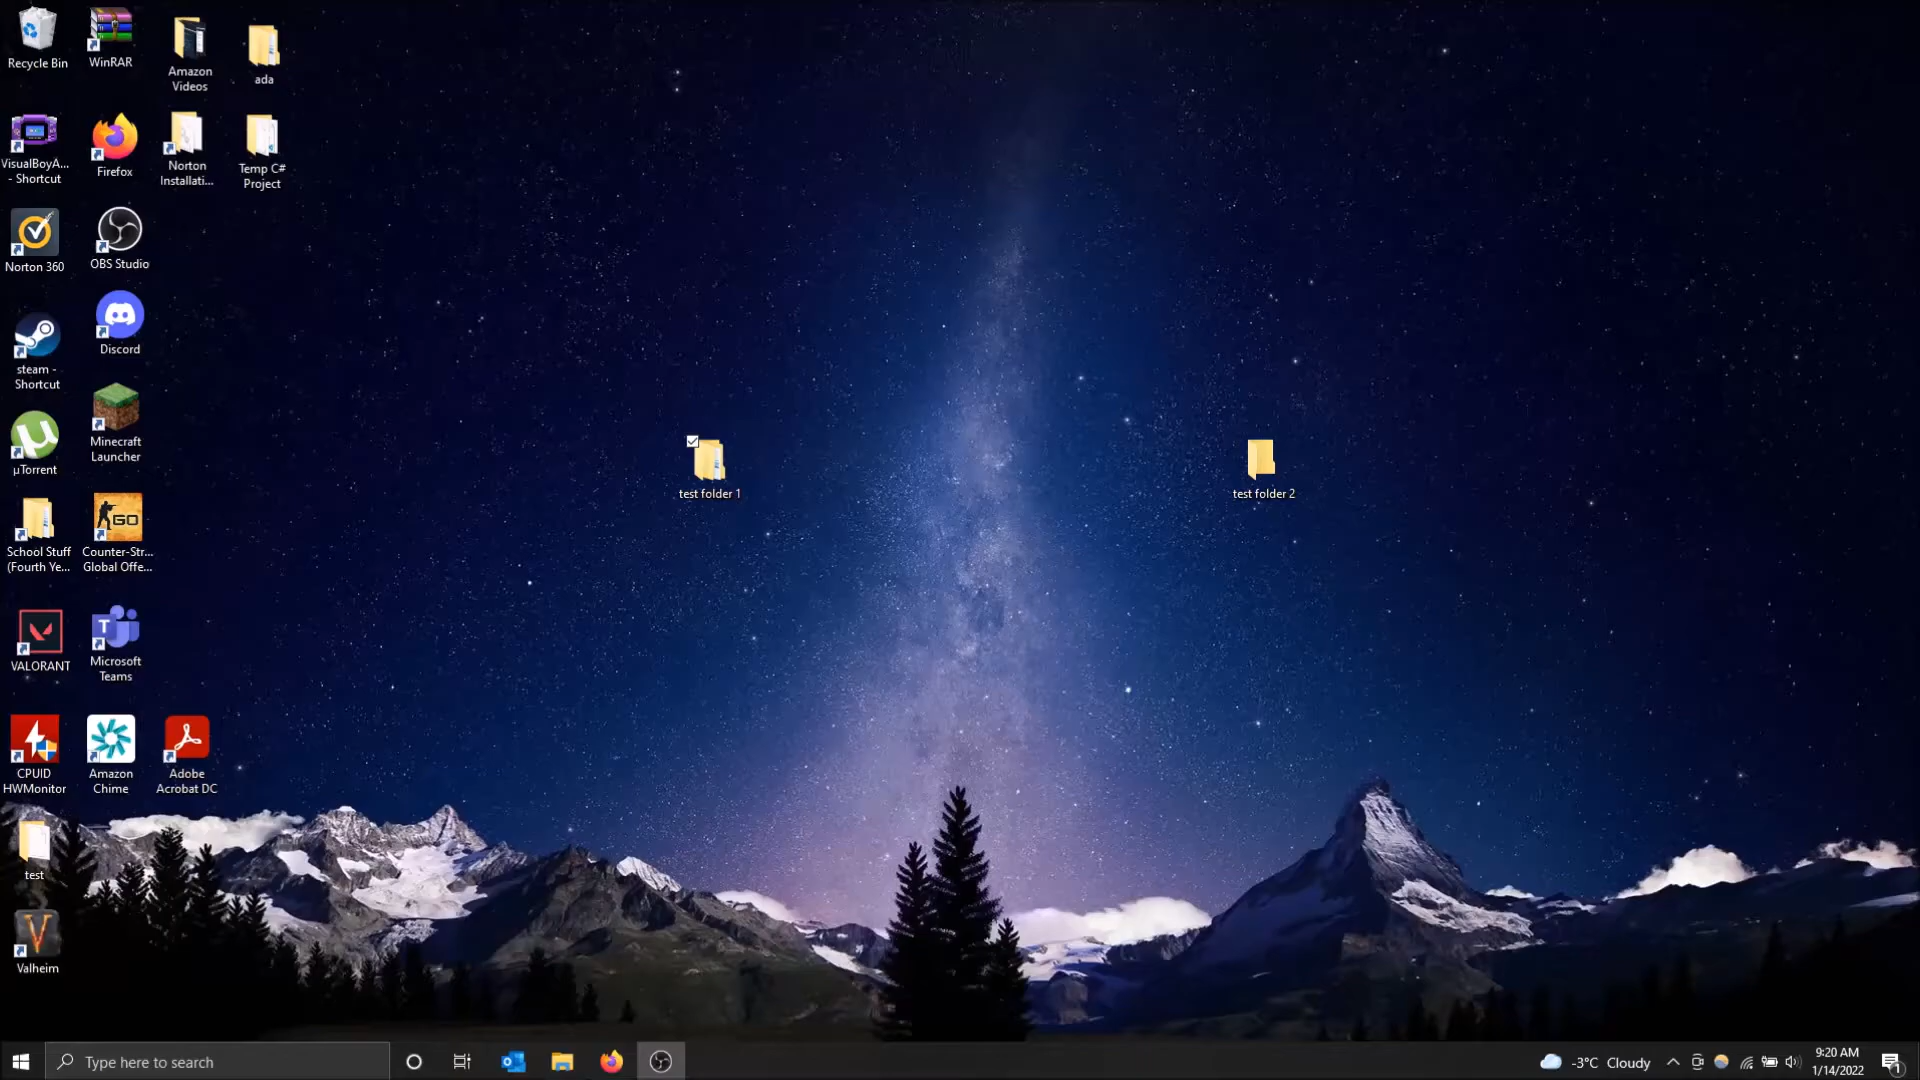 Recycle Bin
WinRAR
Amazon
Videos
ada
VisualBoyA...
- Shortcut
Firefox
Norton
Installati...
Temp C#
Project
Norton 360
OBS Studio
steam -
Shortcut
Discord
µTorrent
Minecraft
Launcher
test folder 1
test folder 2
School Stuff
(Fourth Ye...
GO
Counter-Str...
Global Offe...
VALORANT
T
Microsoft
Teams
CPUID
HWMonitor
Amazon
Chime
Adobe
Acrobat DC
test
Valheim
Type here to search
-3°C Cloudy
9:20 AM
1/14/2022
1